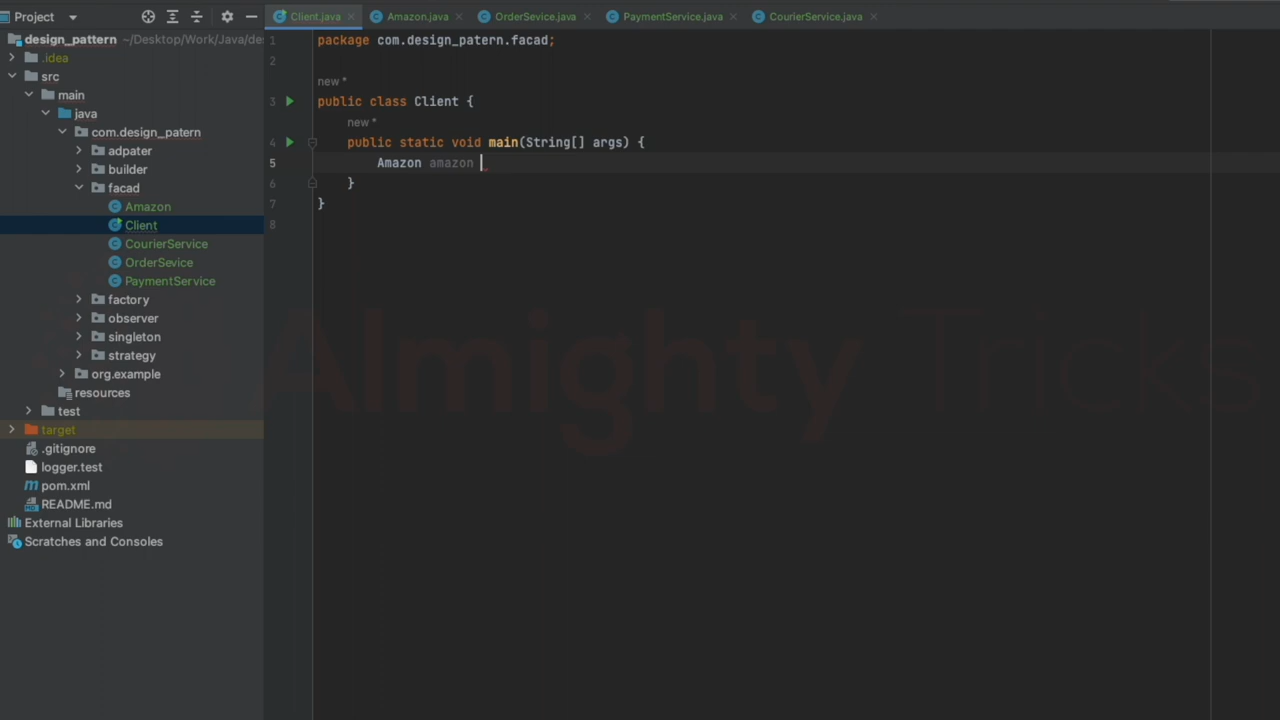 Project
Client.java
Amazon.java
OrderSevice.java
PaymentService.java
CourierService.java
design_pattern ~/Desktop/Work/Java/de
.idea
src
main
java
com.design_patern
adpater
builder
facad
Amazon
Client
CourierService
OrderSevice
PaymentService
factory
observer
singleton
strategy
org.example
resources
test
target
.gitignore
logger.test
pom.xml
README.md
External Libraries
Scratches and Consoles
1 package com.design_patern.facad;
2
new *
3 public class Client {
new *
4 public static void main(String[] args) {
5 Amazon amazon
6 }
7 }
8
Almighty Tricks